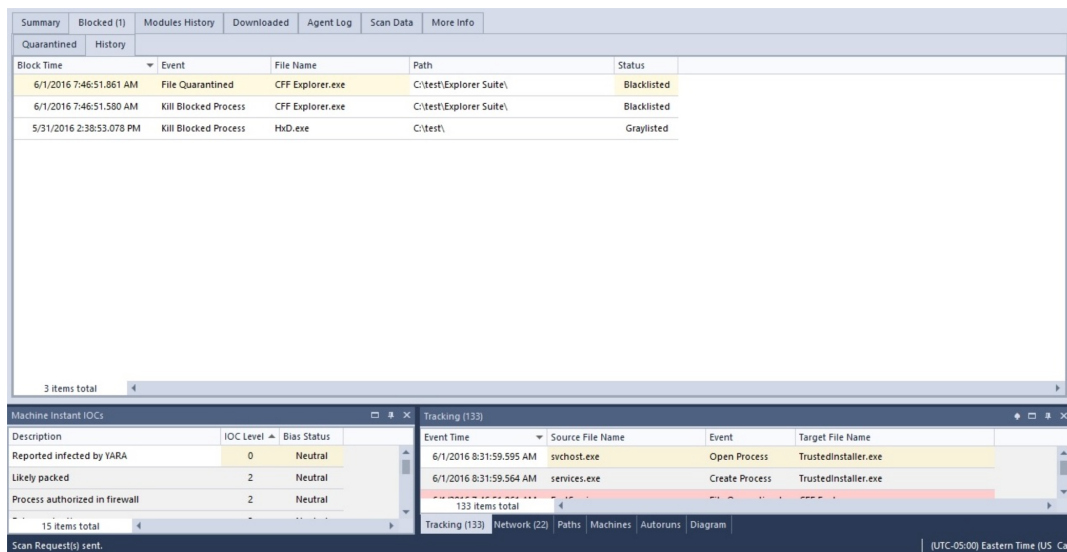 Summary Blocked (1) Modules History Downloaded Agent Log Scan Data More Info
Quarantined History
Block Time Event File Name Path Status
6/1/2016 7:46:51.861 AM File Quarantined CFF Explorer.exe C:\test\Explorer Suite\ Blacklisted
6/1/2016 7:46:51.580 AM Kill Blocked Process CFF Explorer.exe C:\test\Explorer Suite\ Blacklisted
5/31/2016 2:38:53.078 PM Kill Blocked Process HxD.exe C:\test\ Graylisted
3 items total
Machine Instant IOCs
Description IOC Level Bias Status
Reported infected by YARA 0 Neutral
Likely packed 2 Neutral
Process authorized in firewall 2 Neutral
15 items total
Tracking (133)
Event Time Source File Name Event Target File Name
6/1/2016 8:31:59.595 AM svchost.exe Open Process TrustedInstaller.exe
6/1/2016 8:31:59.564 AM services.exe Create Process TrustedInstaller.exe
133 items total
Tracking (133) Network (22) Paths Machines Autoruns Diagram
Scan Request(s) sent. (UTC-05:00) Eastern Time (US Ca